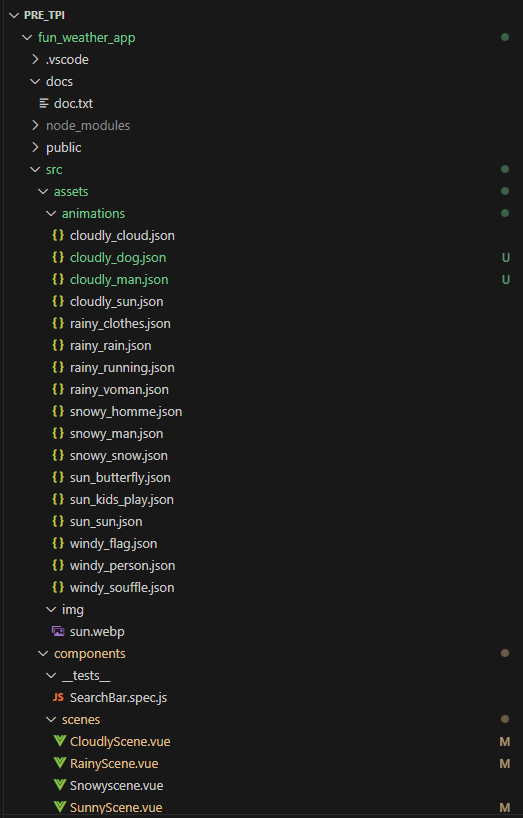 PRE_TPI
fun_weather_app
.vscode
docs
doc.txt
node_modules
public
src
assets
animations
{} cloudly_cloud.json
{} cloudly_dog.json U
{} cloudly_man.json U
{} cloudly_sun.json
{} rainy_clothes.json
{} rainy_rain.json
{} rainy_running.json
{} rainy_voman.json
{} snowy_homme.json
{} snowy_man.json
{} snowy_snow.json
{} sun_butterfly.json
{} sun_kids_play.json
{} sun_sun.json
{} windy_flag.json
{} windy_person.json
{} windy_souffle.json
img
sun.webp
components
__tests__
JS SearchBar.spec.js
scenes
CloudlyScene.vue M
RainyScene.vue M
Snowyscene.vue
SunnyScene.vue M